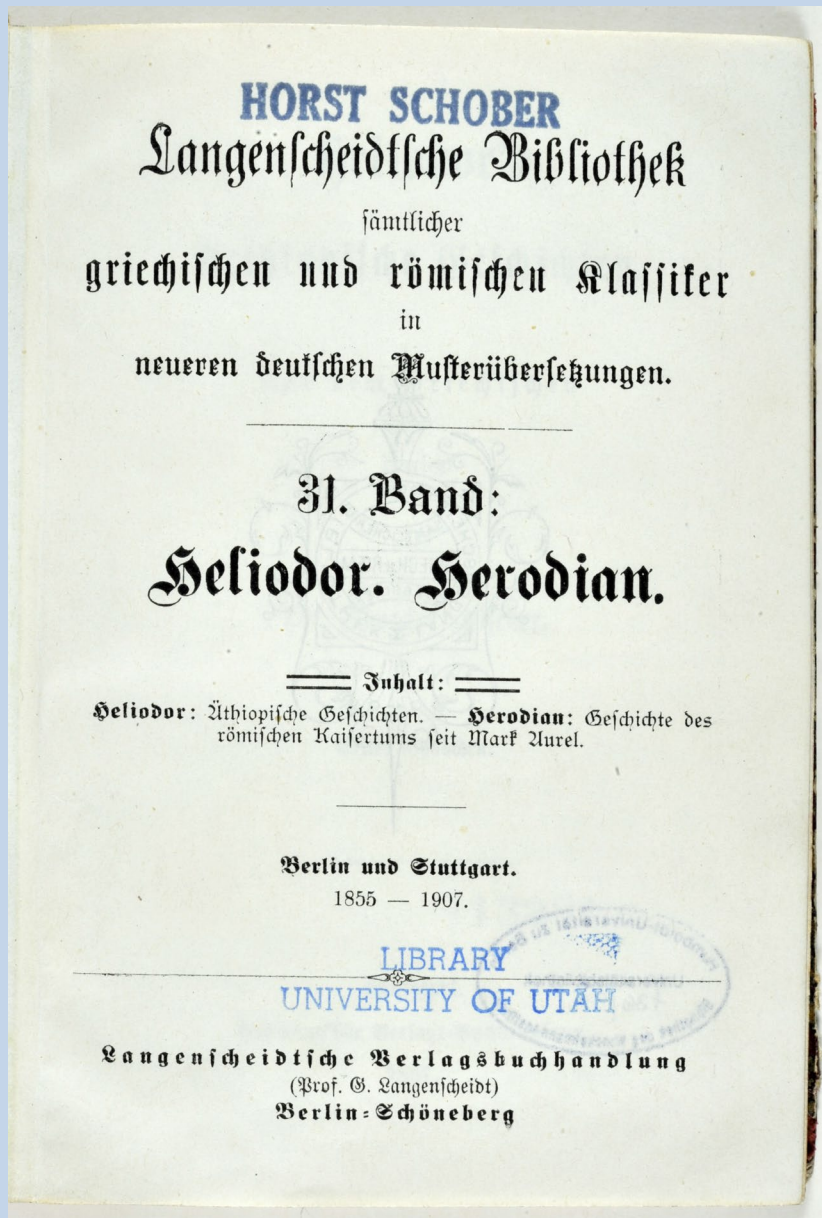 HORST SCHOBER
Langenscheidtsche Bibliothek
sämtlicher
griechischen und römischen Klassiker
in
neueren deutschen Musterübersetzungen.
31. Band:
Heliodor. Herodian.
Inhalt:
Heliodor: Äthiopische Geschichten. — Herodian: Geschichte des
römischen Kaisertums seit Mark Aurel.
Berlin und Stuttgart.
1855 — 1907.
LIBRARY
UNIVERSITY OF UTAH
Langenscheidtsche Verlagsbuchhandlung
(Prof. G. Langenscheidt)
Berlin=Schöneberg